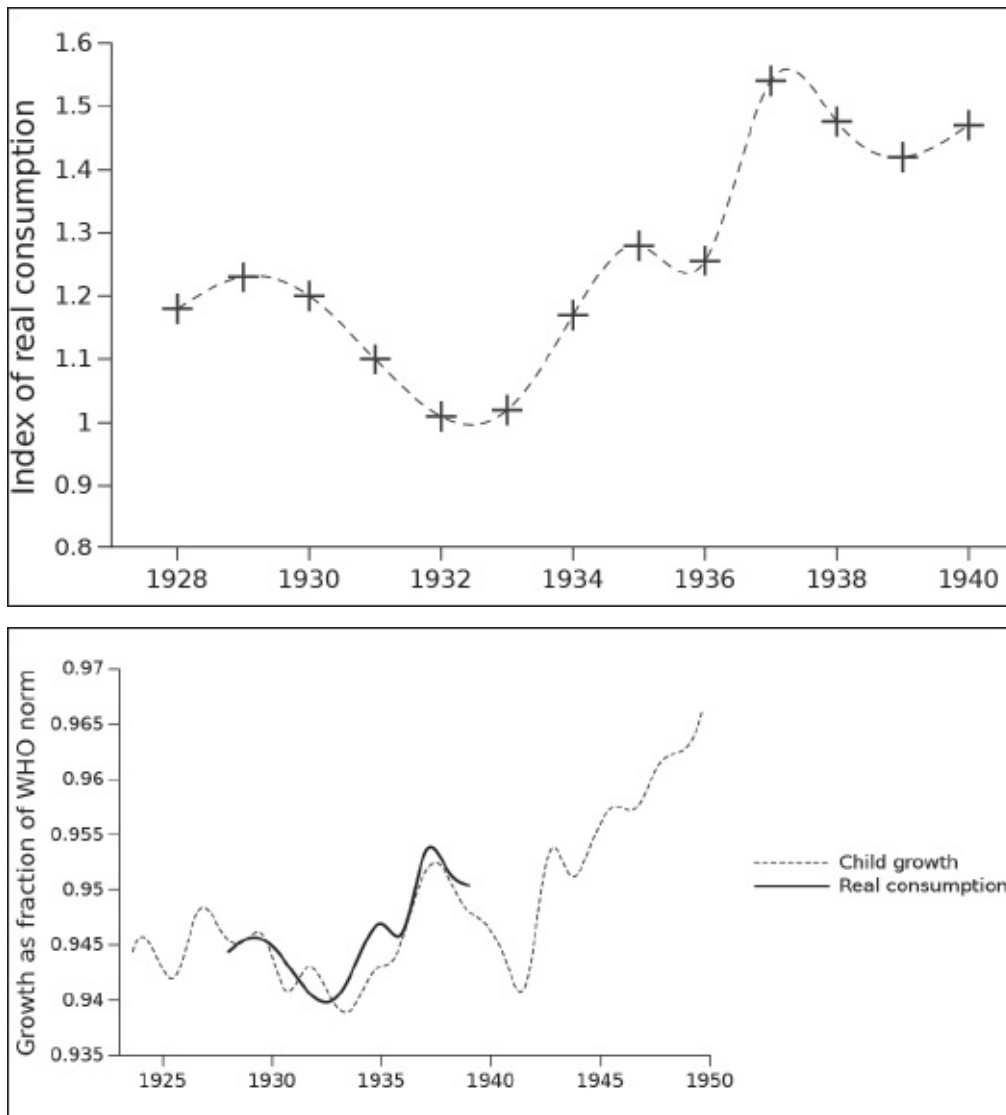 Index of real consumption
1.6
1.5
1.4
1.3
1.2
1.1
1
0.9
0.8
1928 1930 1932 1934 1936 1938 1940
Growth as fraction of WHO norm
0.97
0.965
0.96
0.955
0.95
0.945
0.94
0.935
1925 1930 1935 1940 1945 1950
Child growth
Real consumption